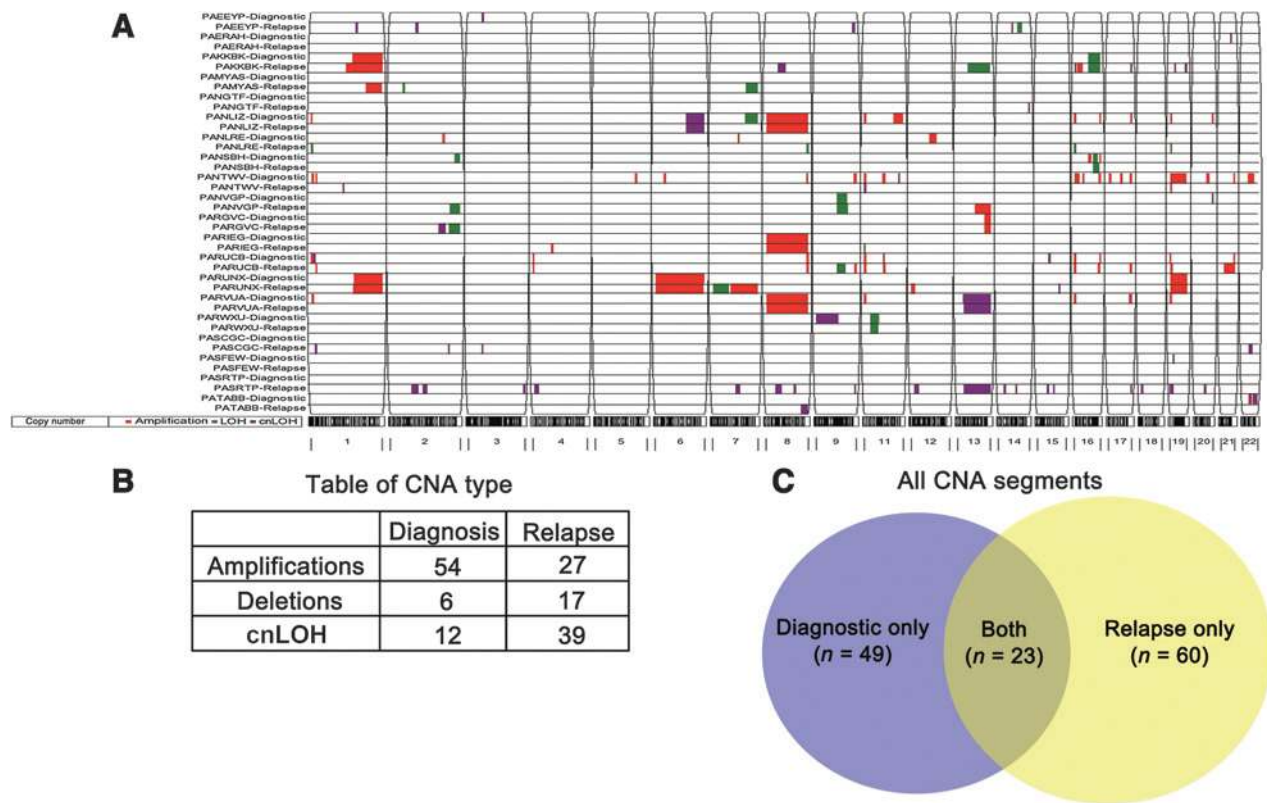 A
PAEEYP-Diagnostic
PAEEYP-Relapse
PAERAH-Diagnostic
PAERAH-Relapse
PAKKBK-Diagnostic
PAKKBK-Relapse
PAMYAS-Diagnostic
PAMYAS-Relapse
PANGTF-Diagnostic
PANGTF-Relapse
PANLIZ-Diagnostic
PANLIZ-Relapse
PANLRE-Diagnostic
PANLRE-Relapse
PANSBH-Diagnostic
PANSBH-Relapse
PANTWV-Diagnostic
PANTWV-Relapse
PANVGP-Diagnostic
PANVGP-Relapse
PARGVC-Diagnostic
PARGVC-Relapse
PARIEG-Diagnostic
PARIEG-Relapse
PARUCB-Diagnostic
PARUCB-Relapse
PARUNX-Diagnostic
PARUNX-Relapse
PARVUA-Diagnostic
PARVUA-Relapse
PARWXU-Diagnostic
PARWXU-Relapse
PASCGC-Diagnostic
PASCGC-Relapse
PASFEW-Diagnostic
PASFEW-Relapse
PASRTP-Diagnostic
PASRTP-Relapse
PATABB-Diagnostic
PATABB-Relapse
Copy number Amplification LOH cnLOH
1 2 3 4 5 6 7 8 9 11 12 13 14 15 16 17 18 19 20 21 22
B Table of CNA type
Diagnosis Relapse
Amplifications 54 27
Deletions 6 17
cnLOH 12 39
C All CNA segments
Diagnostic only
(n = 49)
Both
(n = 23)
Relapse only
(n = 60)